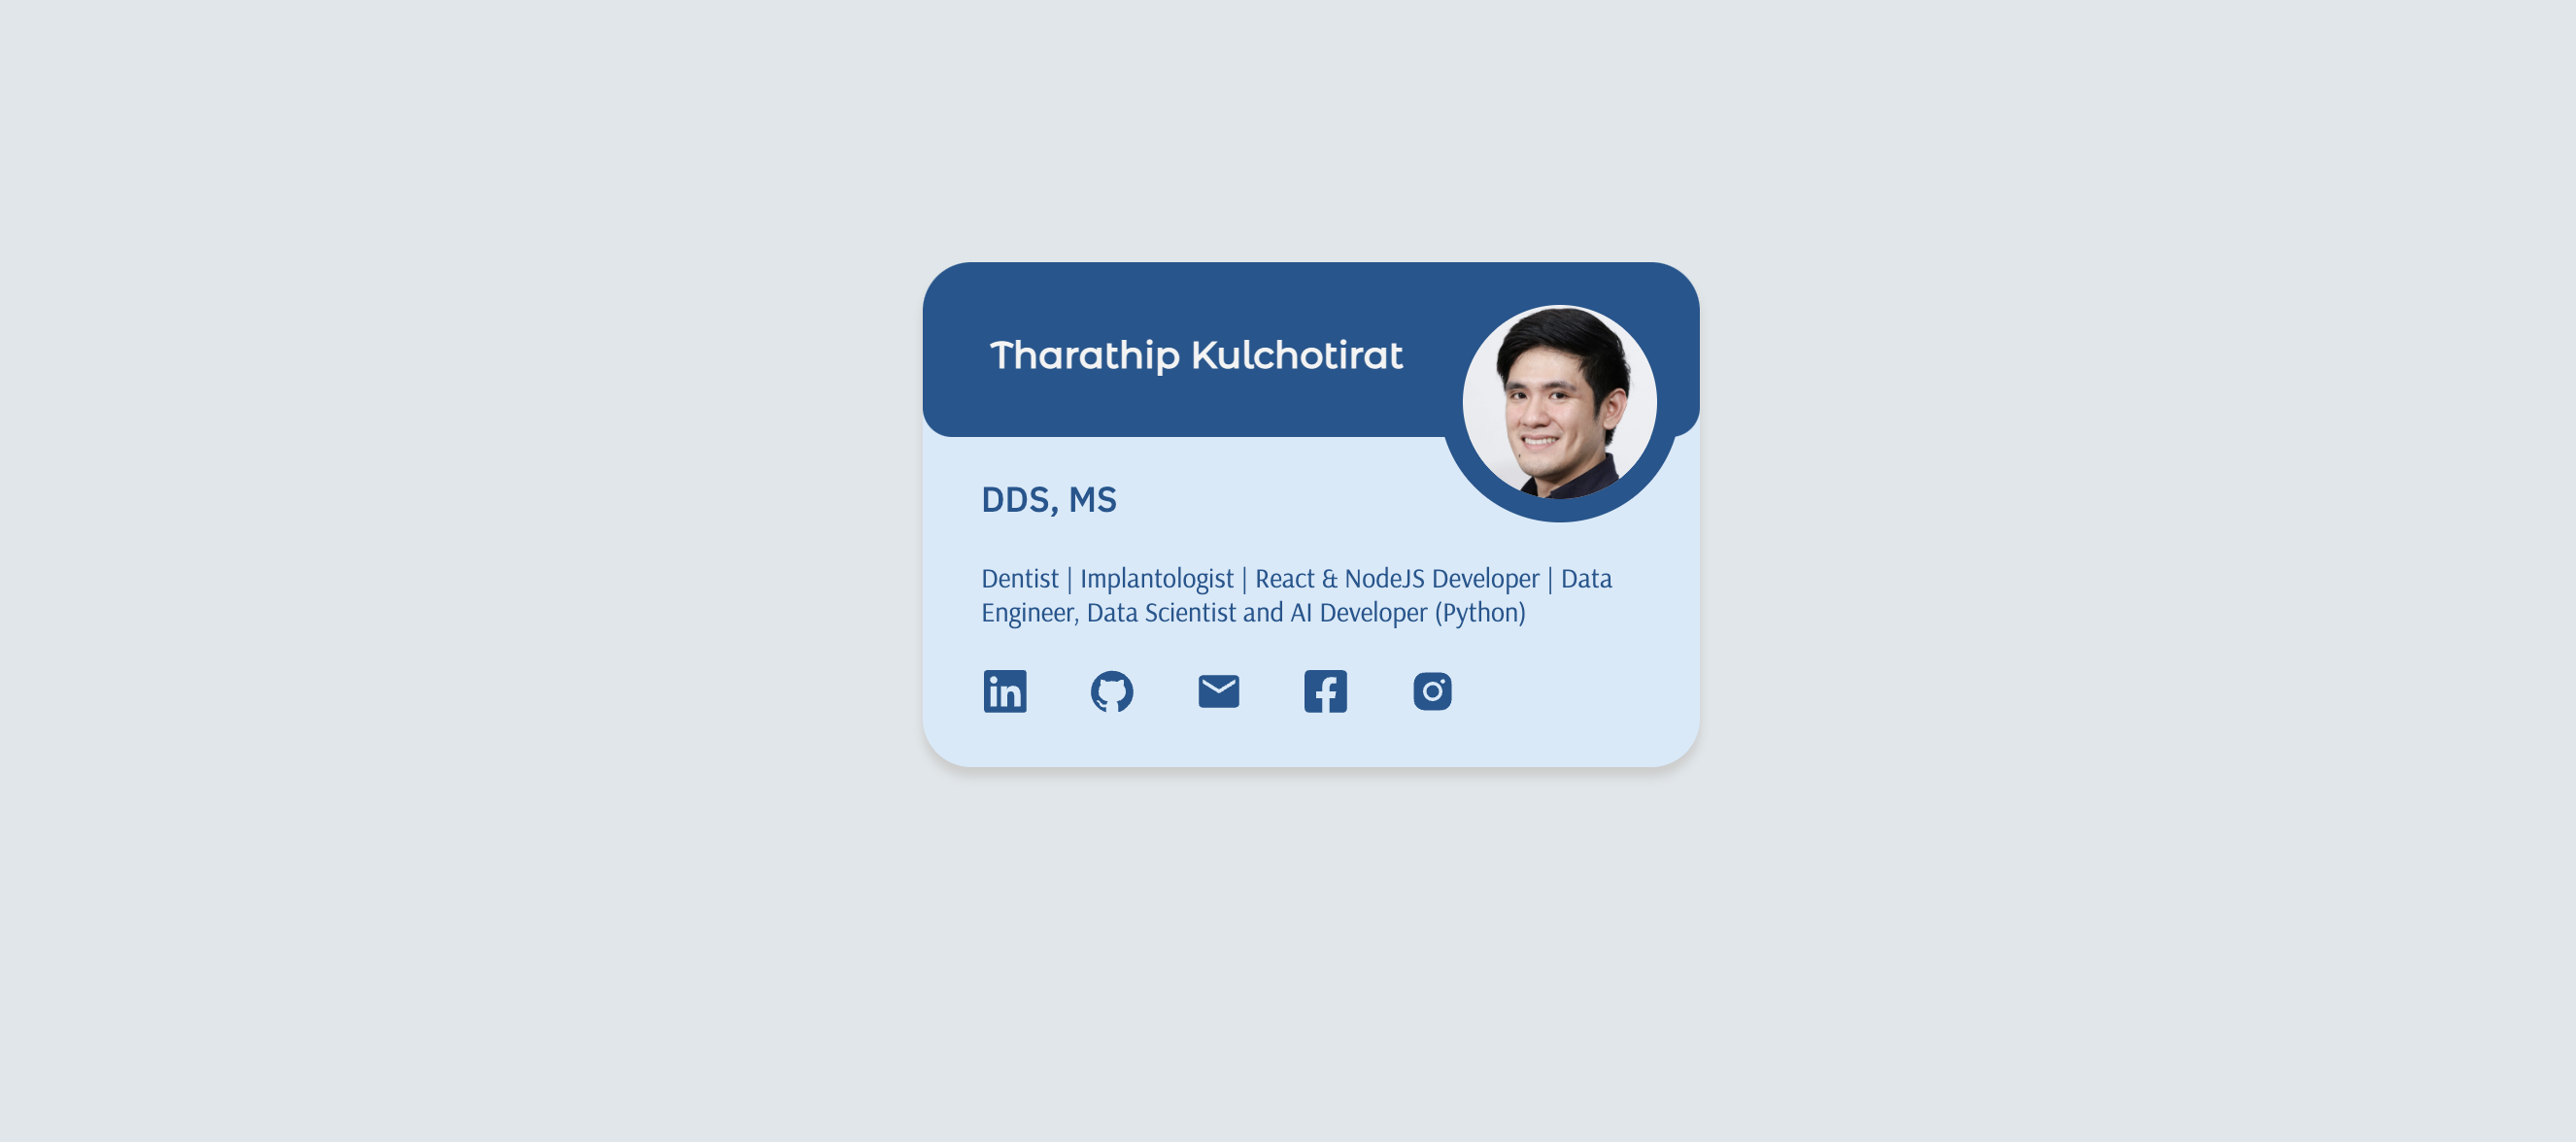 Tharathip Kulchotirat
DDS, MS
Dentist | Implantologist | React & NodeJS Developer | Data
Engineer, Data Scientist and AI Developer (Python)